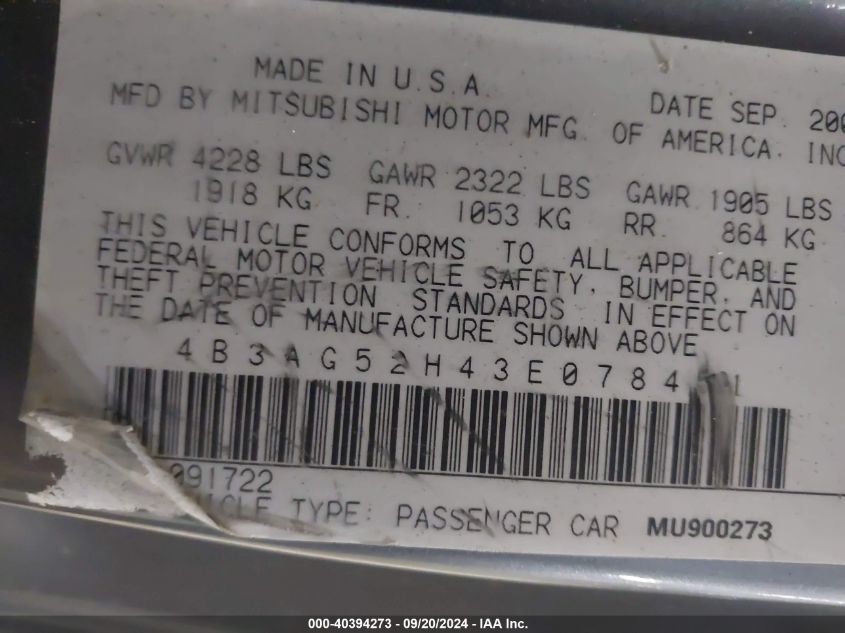 MADE IN U.S.A.
MFD BY MITSUBISHI MOTOR MFG. OF AMERICA, INC
DATE SEP. 200
GVWR 4228 LBS GAWR 2322 LBS GAWR 1905 LBS
1918 KG FR. 1053 KG RR. 864 KG
THIS VEHICLE CONFORMS TO ALL APPLICABLE
FEDERAL MOTOR VEHICLE SAFETY, BUMPER, AND
THEFT PREVENTION STANDARDS IN EFFECT ON
THE DATE OF MANUFACTURE SHOWN ABOVE
4B3AG52H43E0784 1
091722
VEHICLE TYPE: PASSENGER CAR MU900273
000-40394273 - 09/20/2024 - IAA Inc.